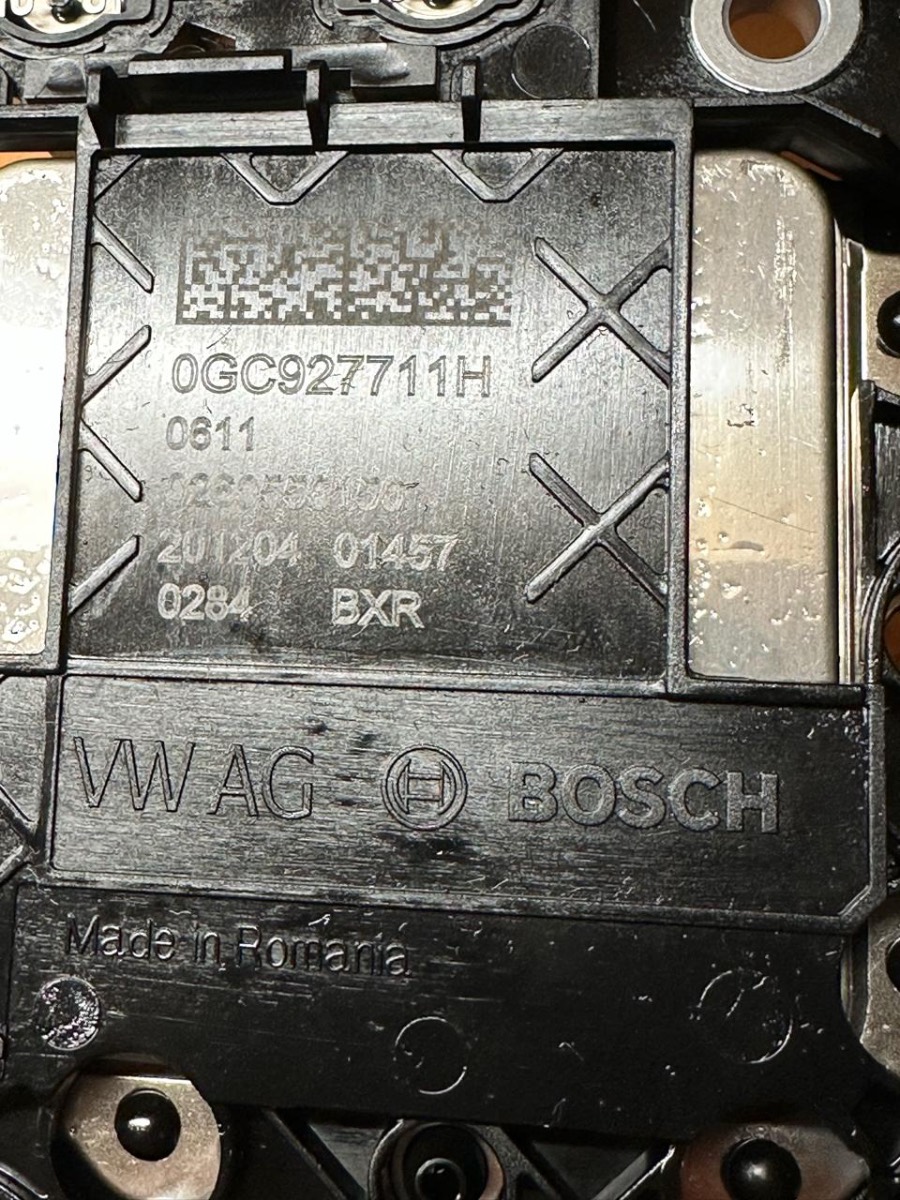 0GC927711H
0611
201204 01457
0284 BXR
VW AG BOSCH
Made in Romania